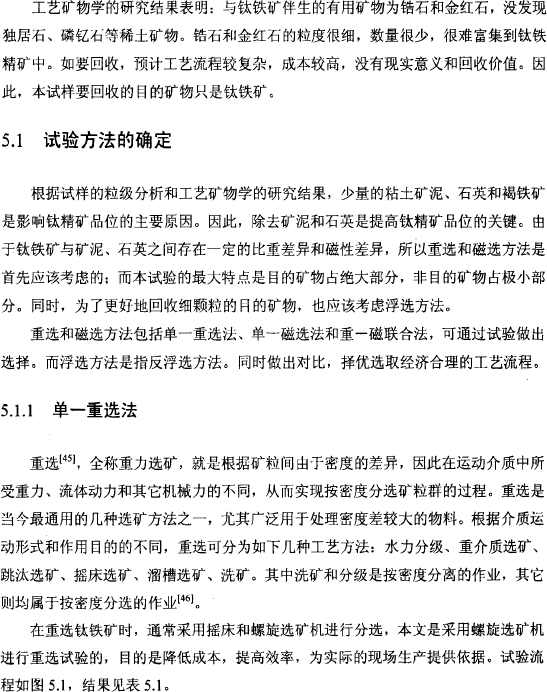 工艺矿物学的研究结果表明：与钛铁矿伴生的有用矿物为锆石和金红石，没发现
独居石、磷钇石等稀土矿物。锆石和金红石的粒度很细，数量很少，很难富集到钛铁
精矿中。如要回收，预计工艺流程较复杂，成本较高，没有现实意义和回收价值。因
此，本试样要回收的目的矿物只是钛铁矿。
5.1 试验方法的确定
根据试样的粒级分析和工艺矿物学的研究结果，少量的粘土矿泥、石英和褐铁矿
是影响钛精矿品位的主要原因。因此，除去矿泥和石英是提高钛精矿品位的关键。由
于钛铁矿与矿泥、石英之间存在一定的比重差异和磁性差异，所以重选和磁选方法是
首先应该考虑的；而本试验的最大特点是目的矿物占绝大部分，非目的矿物占极小部
分。同时，为了更好地回收细颗粒的日的矿物，也应该考虑浮选方法。
重选和磁选方法包括单一重选法、单一磁选法和重－磁联合法，可通过试验做出
选择。而浮选方法是指反浮选方法。同时做出对比，择优选取经济合理的工艺流程。
5.1.1 单一重选法
重选[45]，全称重力选矿，就是根据矿粒间由于密度的差异，因此在运动介质中所
受重力、流体动力和其它机械力的不同，从而实现按密度分选矿粒群的过程。重选是
当今最通用的几种选矿方法之一，尤其广泛用于处理密度差较大的物料。根据介质运
动形式和作用目的的不同，重选可分为如下几种工艺方法：水力分级、重介质选矿、
跳汰选矿、摇床选矿、溜槽选矿、洗矿。其中洗矿和分级是按密度分离的作业，其它
则均属于按密度分选的作业[46]。
在重选钛铁矿时，通常采用摇床和螺旋选矿机进行分选，本文是采用螺旋选矿机
进行重选试验的，目的是降低成本，提高效率，为实际的现场生产提供依据。试验流
程如图 5.1，结果见表 5.1。